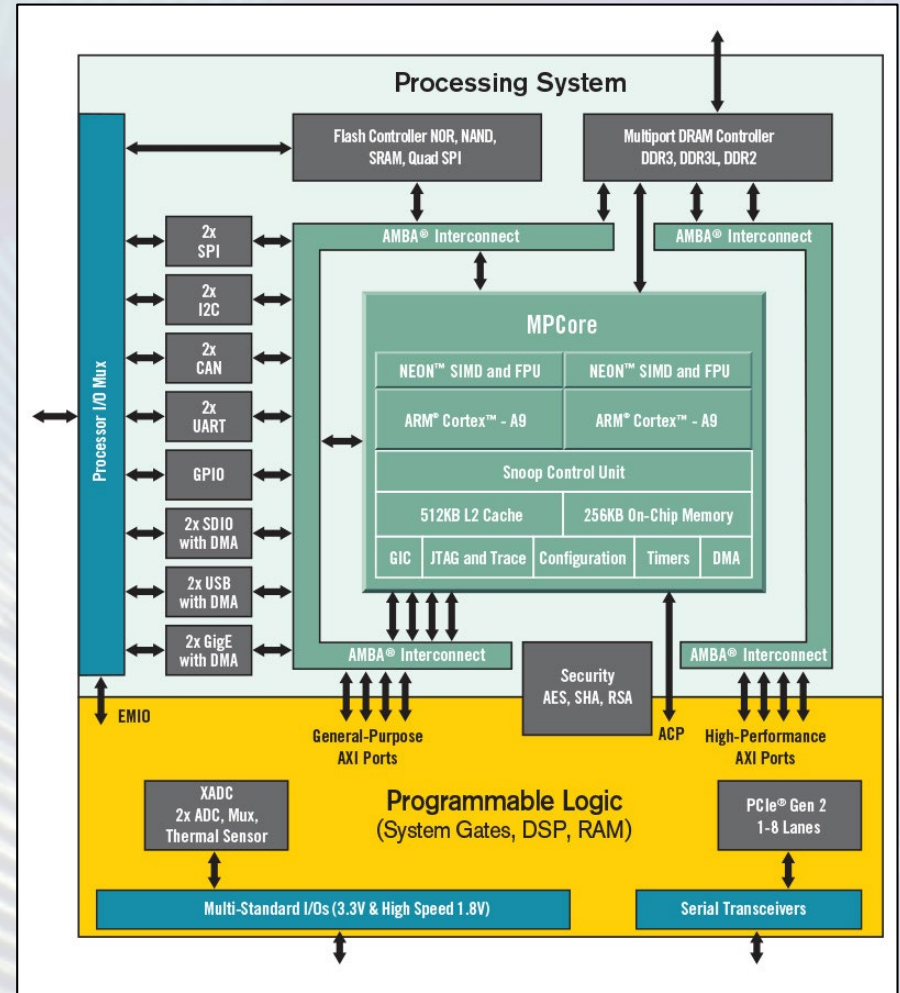 Processing System
Flash Controller NOR, NAND,
SRAM, Quad SPI
Multiport DRAM Controller
DDR3, DDR3L, DDR2
AMBA® Interconnect
AMBA® Interconnect
Processor I/O Mux
2x
SPI
2x
I2C
2x
CAN
2x
UART
GPIO
2x SDIO
with DMA
2x USB
with DMA
2x GigE
with DMA
MPCore
NEON™ SIMD and FPU
NEON™ SIMD and FPU
ARM® Cortex™ - A9
ARM® Cortex™ - A9
Snoop Control Unit
512KB L2 Cache
256KB On-Chip Memory
GIC
JTAG and Trace
Configuration
Timers
DMA
AMBA® Interconnect
AMBA® Interconnect
Security
AES, SHA, RSA
EMIO
General-Purpose
AXI Ports
ACP
High-Performance
AXI Ports
XADC
2x ADC, Mux,
Thermal Sensor
Programmable Logic
(System Gates, DSP, RAM)
PCIe® Gen 2
1-8 Lanes
Multi-Standard I/Os (3.3V & High Speed 1.8V)
Serial Transceivers